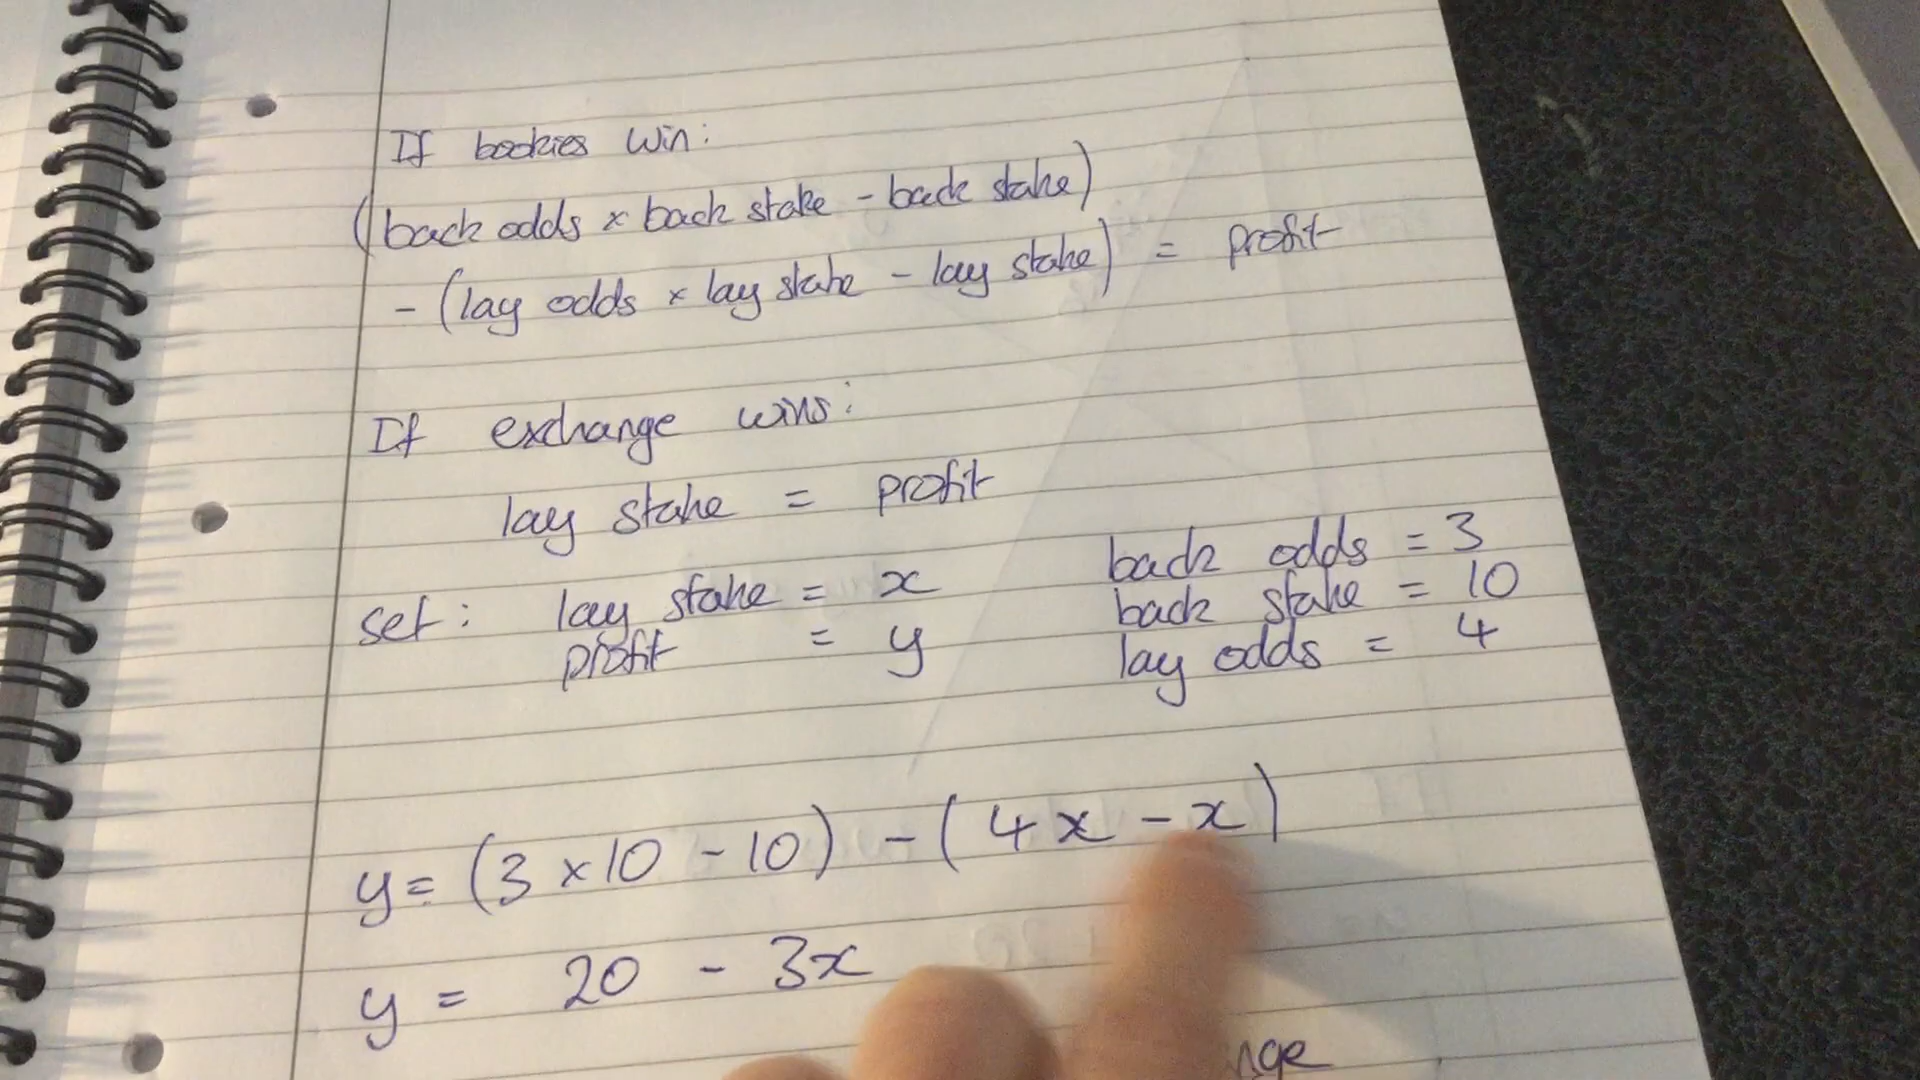 If bookies win:
(back odds × back stake - back stake)
- (lay odds × lay stake - lay stake) = profit
If exchange wins:
lay stake = profit
set: lay stake = x
profit = y
back odds = 3
back stake = 10
lay odds = 4
y = (3 × 10 - 10) - (4x - x)
y = 20 - 3x